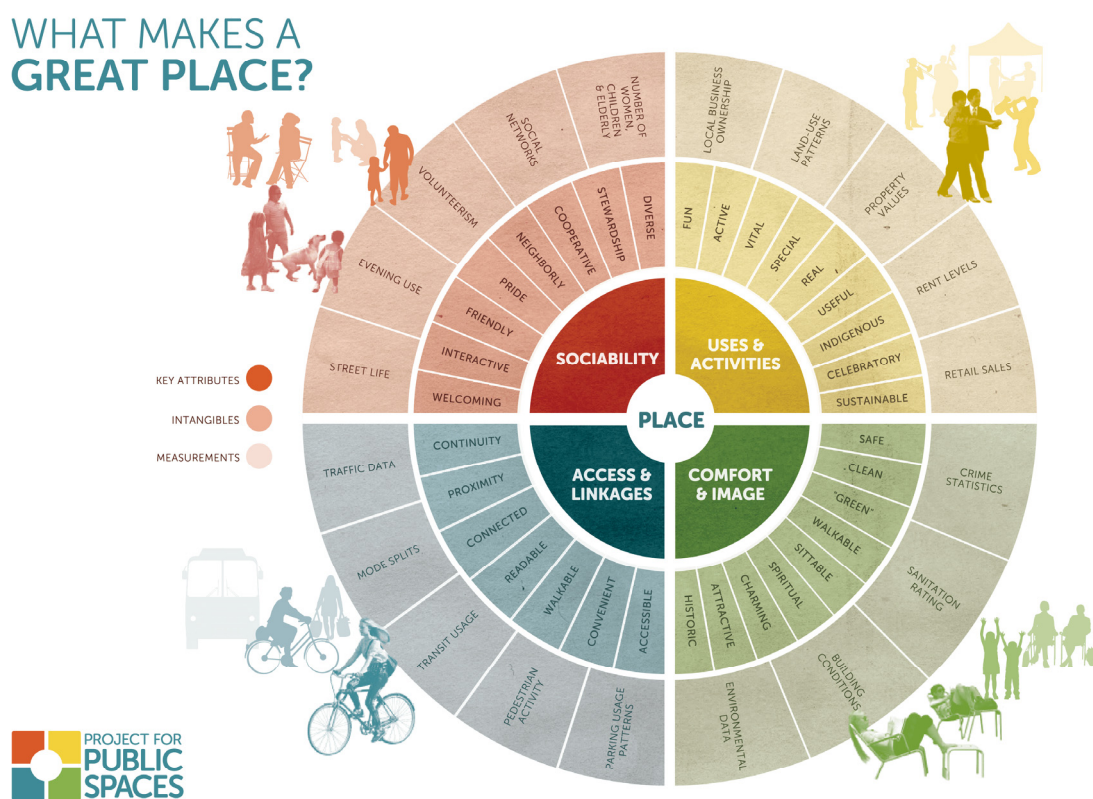 WHAT MAKES A
GREAT PLACE?
NUMBER OF
WOMEN,
CHILDREN
& ELDERLY
SOCIAL
NETWORKS
VOLUNTEERISM
EVENING USE
STREET LIFE
DIVERSE
STEWARDSHIP
COOPERATIVE
NEIGHBORLY
PRIDE
FRIENDLY
INTERACTIVE
WELCOMING
SOCIABILITY
LOCAL BUSINESS
OWNERSHIP
LAND-USE
PATTERNS
PROPERTY
VALUES
RENT LEVELS
RETAIL SALES
FUN
ACTIVE
VITAL
SPECIAL
REAL
USEFUL
INDIGENOUS
CELEBRATORY
SUSTAINABLE
USES &
ACTIVITIES
PLACE
KEY ATTRIBUTES
INTANGIBLES
MEASUREMENTS
ACCESS &
LINKAGES
CONTINUITY
PROXIMITY
CONNECTED
READABLE
WALKABLE
CONVENIENT
ACCESSIBLE
TRAFFIC DATA
MODE SPLITS
TRANSIT USAGE
PEDESTRIAN
ACTIVITY
PARKING USAGE
PATTERNS
COMFORT
& IMAGE
SAFE
CLEAN
"GREEN"
WALKABLE
SITTABLE
SPIRITUAL
CHARMING
ATTRACTIVE
HISTORIC
CRIME
STATISTICS
SANITATION
RATING
BUILDING
CONDITIONS
ENVIRONMENTAL
DATA
PROJECT FOR
PUBLIC
SPACES